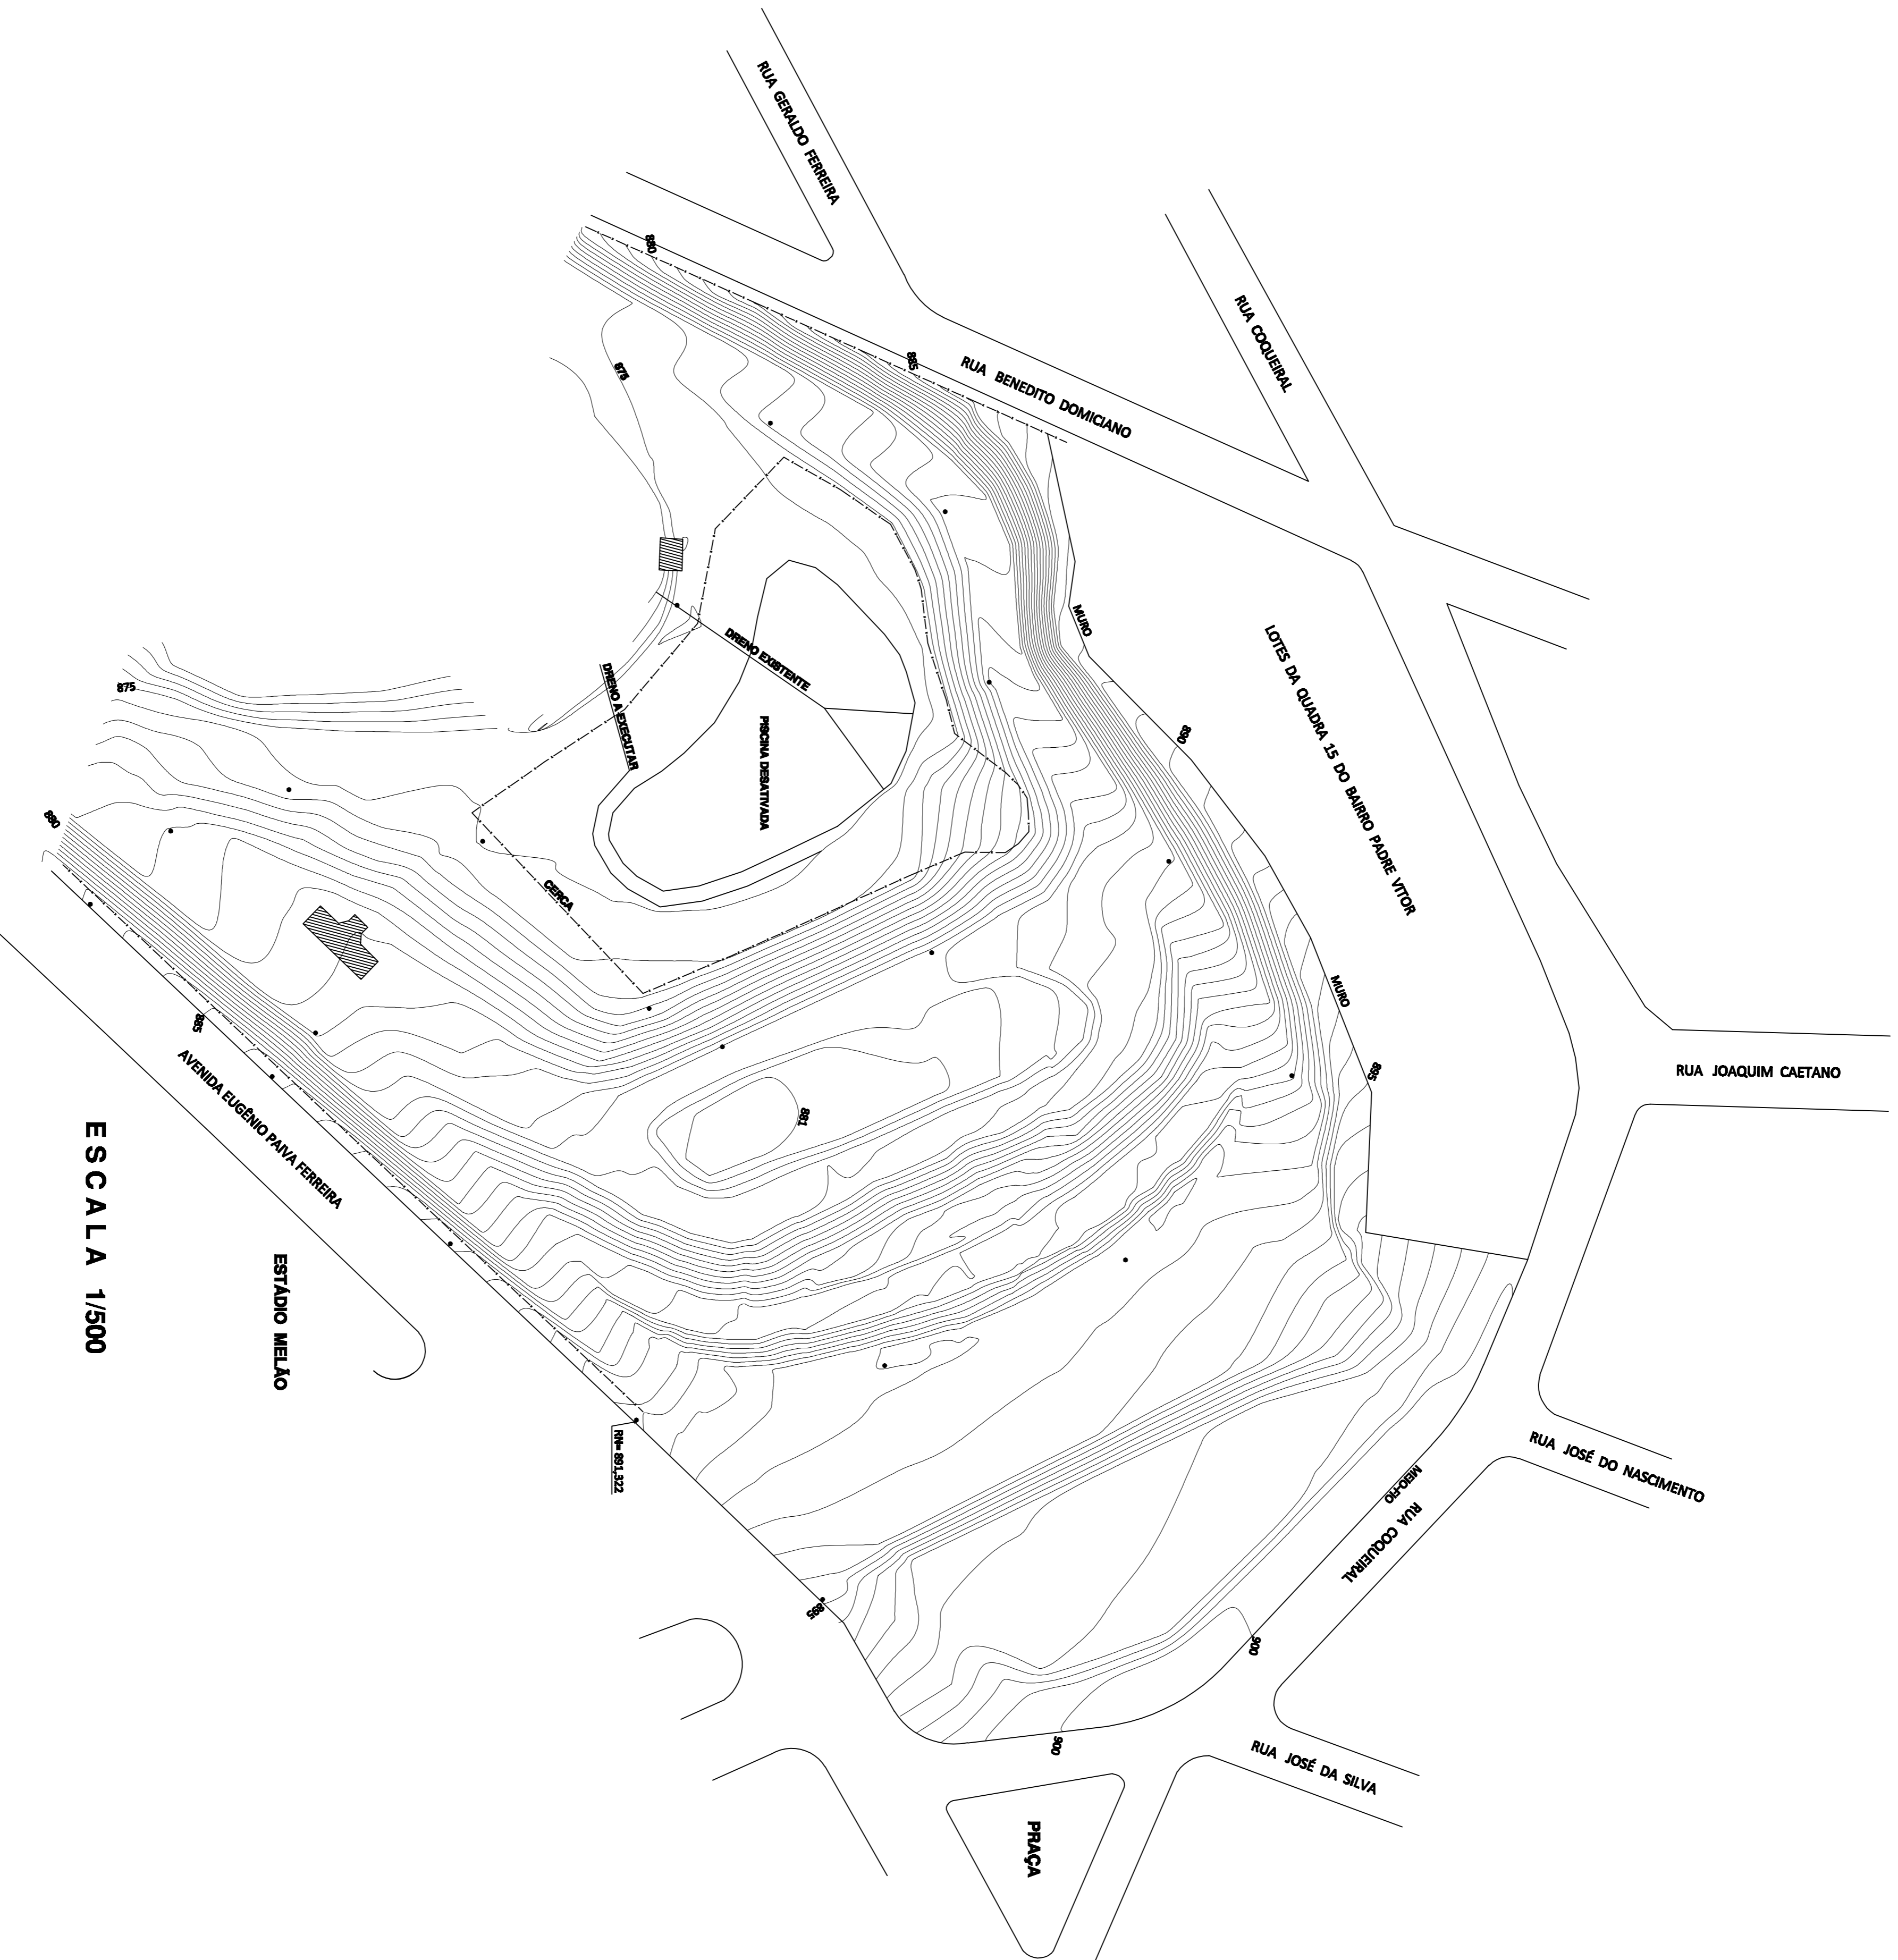 RUA GERALDO FERREIRA
880
RUA COQUEIRAL
885
RUA BENEDITO DOMICIANO
875
MURO
LOTES DA QUADRA 15 DO BAIRRO PADRE VITOR
DRENO EXISTENTE
DRENO A EXECUTAR
875
PISCINA DESATIVADA
890
880
CERCA
MURO
885
895
RUA JOAQUIM CAETANO
AVENIDA EUGÊNIO PAIVA FERREIRA
881
ESCALA 1/500
ESTÁDIO MELÃO
RN= 891,322
RUA JOSÉ DO NASCIMENTO
MEIO-FIO
RUA COQUEIRAL
895
900
900
RUA JOSÉ DA SILVA
PRAÇA